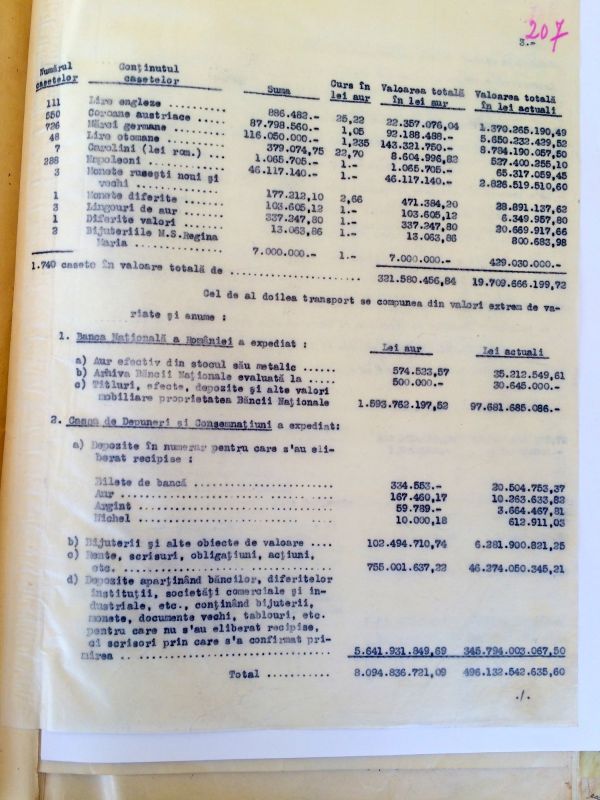 207
3.-
Numărul casetelor Conţinutul casetelor Suma Curs în lei aur Valoarea totală în lei aur Valoarea totală în lei actuali
111 Lire engleze .......... 886.482.- 25,22 22.357.076,04 1.370.265.190,49
550 Coroane austriace ..... 87.798.560.- 1,05 92.188.488.- 5.650.232.429,52
726 Mărci germane ......... 116.050.000.- 1,235 143.321.750.- 8.784.190.057,50
48 Lire otomane .......... 379.074,75 22,70 8.604.996,82 527.400.255,10
7 Carolini (lei rom.) ... 1.065.705.- 1.- 1.065.705.- 65.317.059,45
288 Napoleoni ............. 46.117.140.- 1.- 46.117.140.- 2.826.519.510,60
3 Monete ruseşti noui şi
vechi ................. 177.212,10 2,66 471.384,20 28.891.137,62
1 Monete diferite ....... 103.605,12 1.- 103.605,12 6.349.957,80
3 Lingouri de aur ....... 337.247,80 1.- 337.247,80 20.669.917,66
1 Diferite valori ....... 13.063,86 1.- 13.063,86 800.683,98
2 Bijuteriile M.S.Regina
Maria ............. 7.000.000.- 1.- 7.000.000.- 429.030.000.-
1.740 casete în valoare totală de .................. 321.580.456,84 19.709.666.199,72
Cel de al doilea transport se compunea din valori extrem de va-
riate şi anume :
1. Banca Naţională a României a expediat : Lei aur Lei actuali
a) Aur efectiv din stocul său metalic ...... 574.523,57 35.212.549,61
b) Arhiva Băncii Naţionale evaluată la ..... 500.000.- 30.645.000.-
c) Titluri, efecte, depozite şi alte valori
mobiliare proprietatea Băncii Naţionale 1.593.762.197,52 97.681.685.086.-
2. Cassa de Depuneri şi Consemnaţiuni a expediat:
a) Depozite în numerar pentru care s'au eli-
berat recipise :
Bilete de bancă ..................... 334.553.- 20.504.753,37
Aur ................................. 167.460,17 10.263.633,82
Argint .............................. 59.789.- 3.664.467,81
Nichel .............................. 10.000,18 612.911,03
b) Bijuterii şi alte obiecte de valoare .... 102.494.710,74 6.281.900.821,25
c) Rente, scrisuri, obligaţiuni, acţiuni,
etc. ................................ 755.001.637,22 46.274.050.345,21
d) Depozite aparţinând băncilor, diferitelor
instituţii, societăţi comerciale şi in-
dustriale, etc., conţinând bijuterii,
monete, documente vechi, tablouri, etc.
pentru care nu s'au eliberat recipise,
ci scrisori prin care s'a confirmat pri-
mirea .. ............................ 5.641.931.849,69 345.794.003.067,50
Total ........... 8.094.836.721,09 496.132.542.635,60
./.